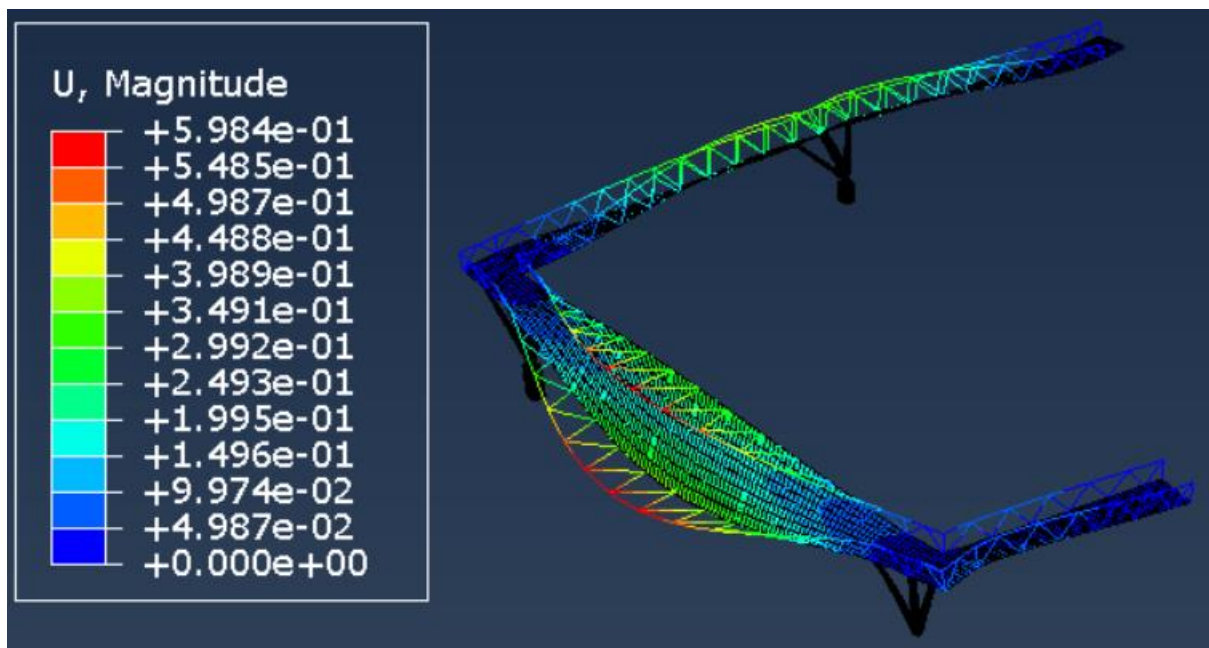 U, Magnitude
+5.984e-01
+5.485e-01
+4.987e-01
+4.488e-01
+3.989e-01
+3.491e-01
+2.992e-01
+2.493e-01
+1.995e-01
+1.496e-01
+9.974e-02
+4.987e-02
+0.000e+00